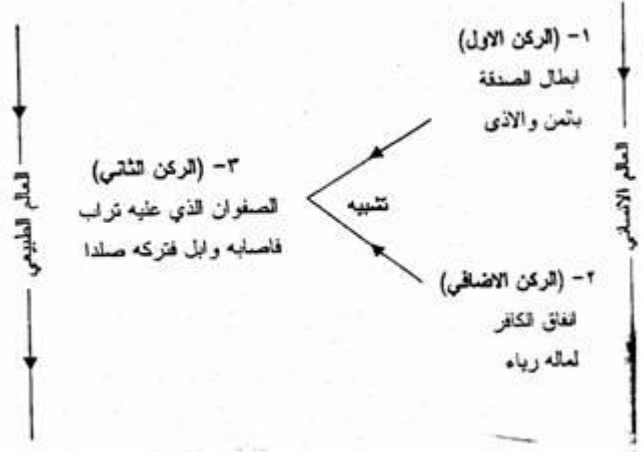 ١- (الركن الاول)
ابطال الصدقة
بالمن والاذى
العالم الانساني
تشبيه
٢- (الركن الاضافي)
انفاق الكافر
لماله رياء
٣- (الركن الثاني)
الصفوان الذي عليه تراب
فاصابه وابل فتركه صلدا
العالم الطبيعي